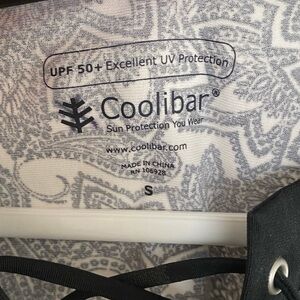 UPF 50+ Excellent UV Protection
Coolibar®
Sun Protection You Wear
www.coolibar.com
MADE IN CHINA
RN 106928
S